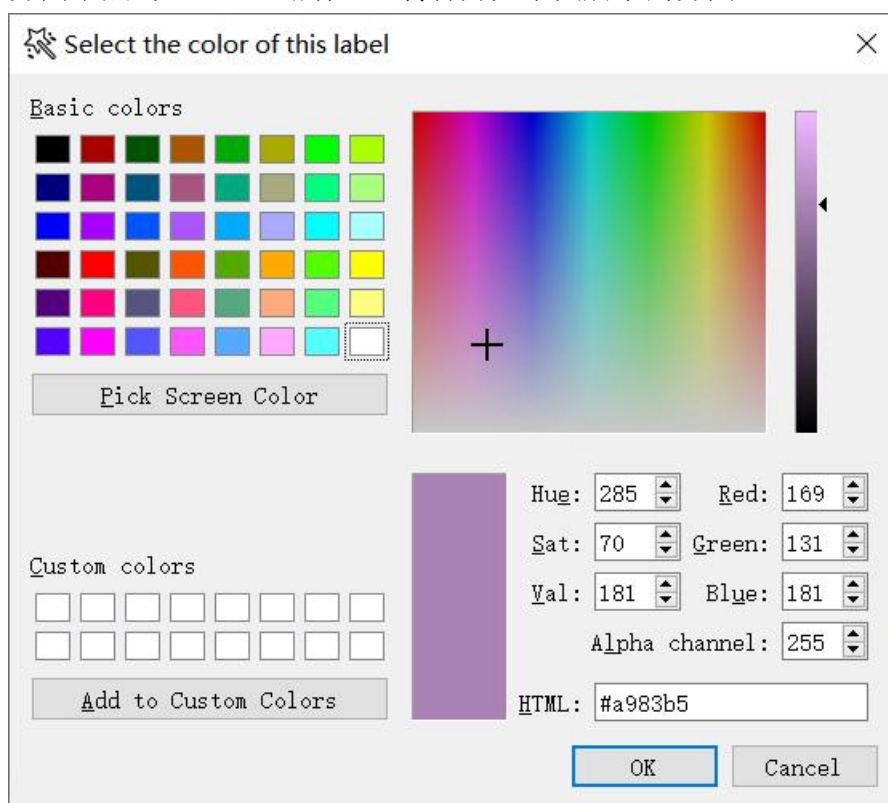 Select the color of this label
Basic colors
Pick Screen Color
Hue: 285
Red: 169
Sat: 70
Green: 131
Val: 181
Blue: 181
Alpha channel: 255
HTML: #a983b5
Custom colors
Add to Custom Colors
OK
Cancel